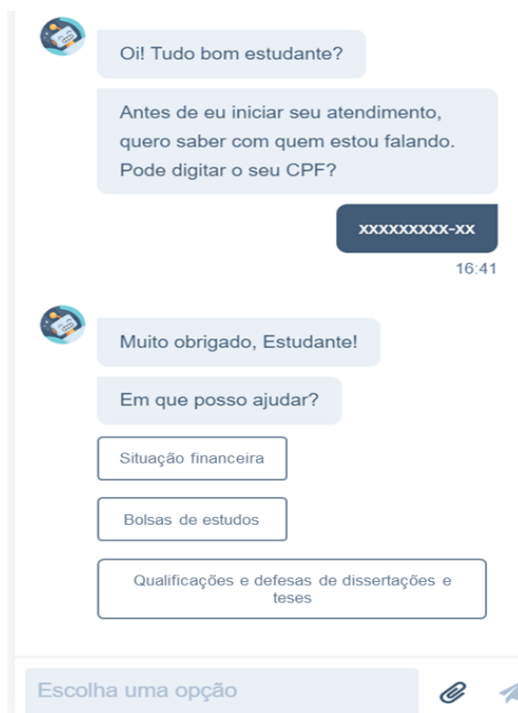 Oi! Tudo bom estudante?
Antes de eu iniciar seu atendimento,
quero saber com quem estou falando.
Pode digitar o seu CPF?
xxxxxxxxx-xx
16:41
Muito obrigado, Estudante!
Em que posso ajudar?
Situação financeira
Bolsas de estudos
Qualificações e defesas de dissertações e
teses
Escolha uma opção